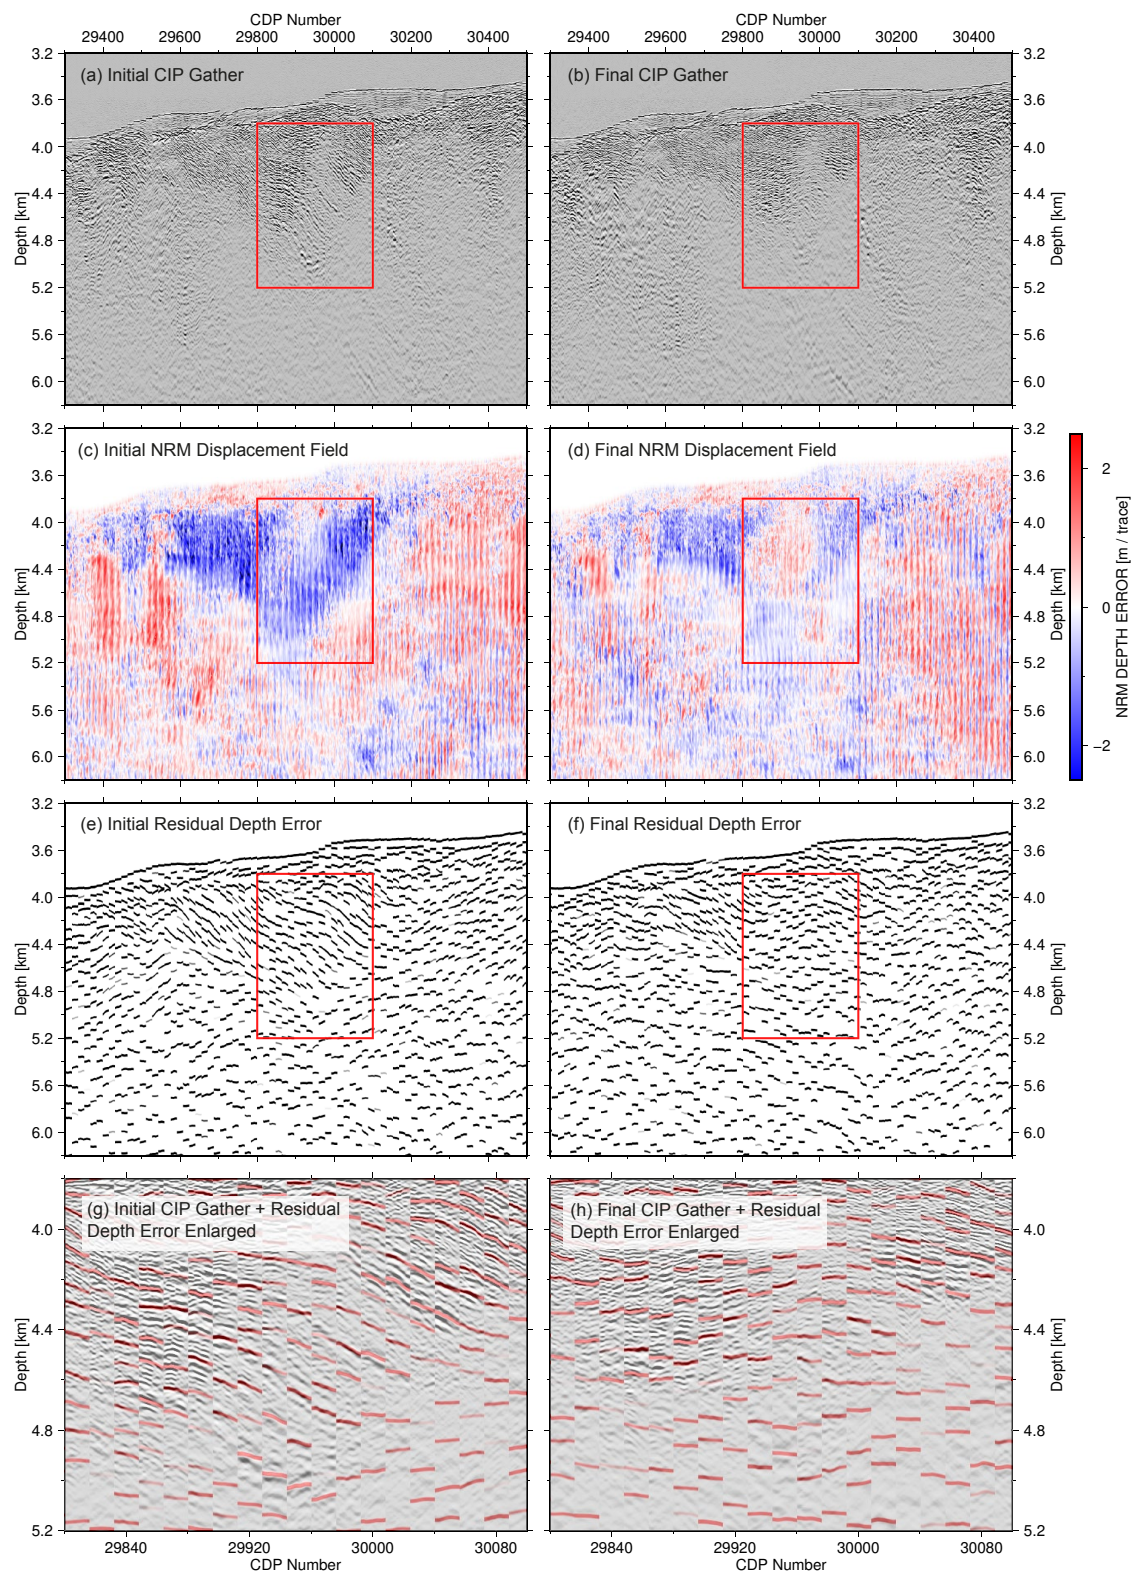 CDP Number
CDP Number
29400 29600 29800 30000 30200 30400
29400 29600 29800 30000 30200 30400
(a) Initial CIP Gather
(b) Final CIP Gather
3.2
3.6
4.0
4.4
4.8
5.2
5.6
6.0
Depth [km]
3.2
3.6
4.0
4.4
4.8
5.2
5.6
6.0
Depth [km]
(c) Initial NRM Displacement Field
(d) Final NRM Displacement Field
3.2
3.6
4.0
4.4
4.8
5.2
5.6
6.0
Depth [km]
3.2
3.6
4.0
4.4
4.8
5.2
5.6
6.0
Depth [km]
2
0
−2
NRM DEPTH ERROR [m / trace]
(e) Initial Residual Depth Error
(f) Final Residual Depth Error
3.2
3.6
4.0
4.4
4.8
5.2
5.6
6.0
Depth [km]
3.2
3.6
4.0
4.4
4.8
5.2
5.6
6.0
Depth [km]
(g) Initial CIP Gather + Residual
Depth Error Enlarged
(h) Final CIP Gather + Residual
Depth Error Enlarged
4.0
4.4
4.8
5.2
Depth [km]
4.0
4.4
4.8
5.2
Depth [km]
29840 29920 30000 30080
29840 29920 30000 30080
CDP Number
CDP Number